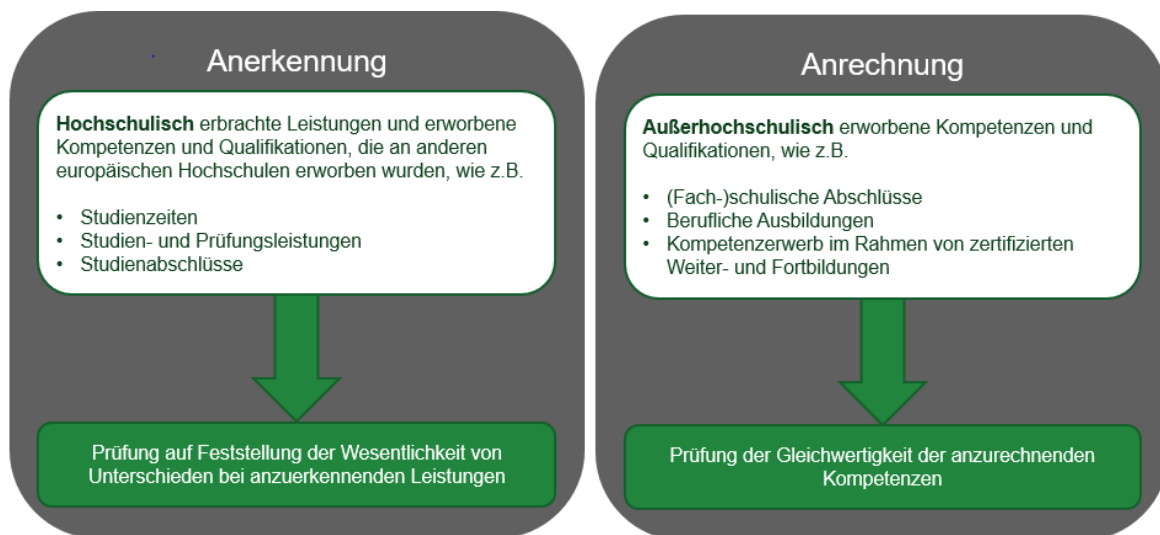 Anerkennung
Hochschulisch erbrachte Leistungen und erworbene
Kompetenzen und Qualifikationen, die an anderen
europäischen Hochschulen erworben wurden, wie z.B.
• Studienzeiten
• Studien- und Prüfungsleistungen
• Studienabschlüsse
Prüfung auf Feststellung der Wesentlichkeit von
Unterschieden bei anzuerkennenden Leistungen
Anrechnung
Außerhochschulisch erworbene Kompetenzen und
Qualifikationen, wie z.B.
• (Fach-)schulische Abschlüsse
• Berufliche Ausbildungen
• Kompetenzerwerb im Rahmen von zertifizierten
Weiter- und Fortbildungen
Prüfung der Gleichwertigkeit der anzurechnenden
Kompetenzen